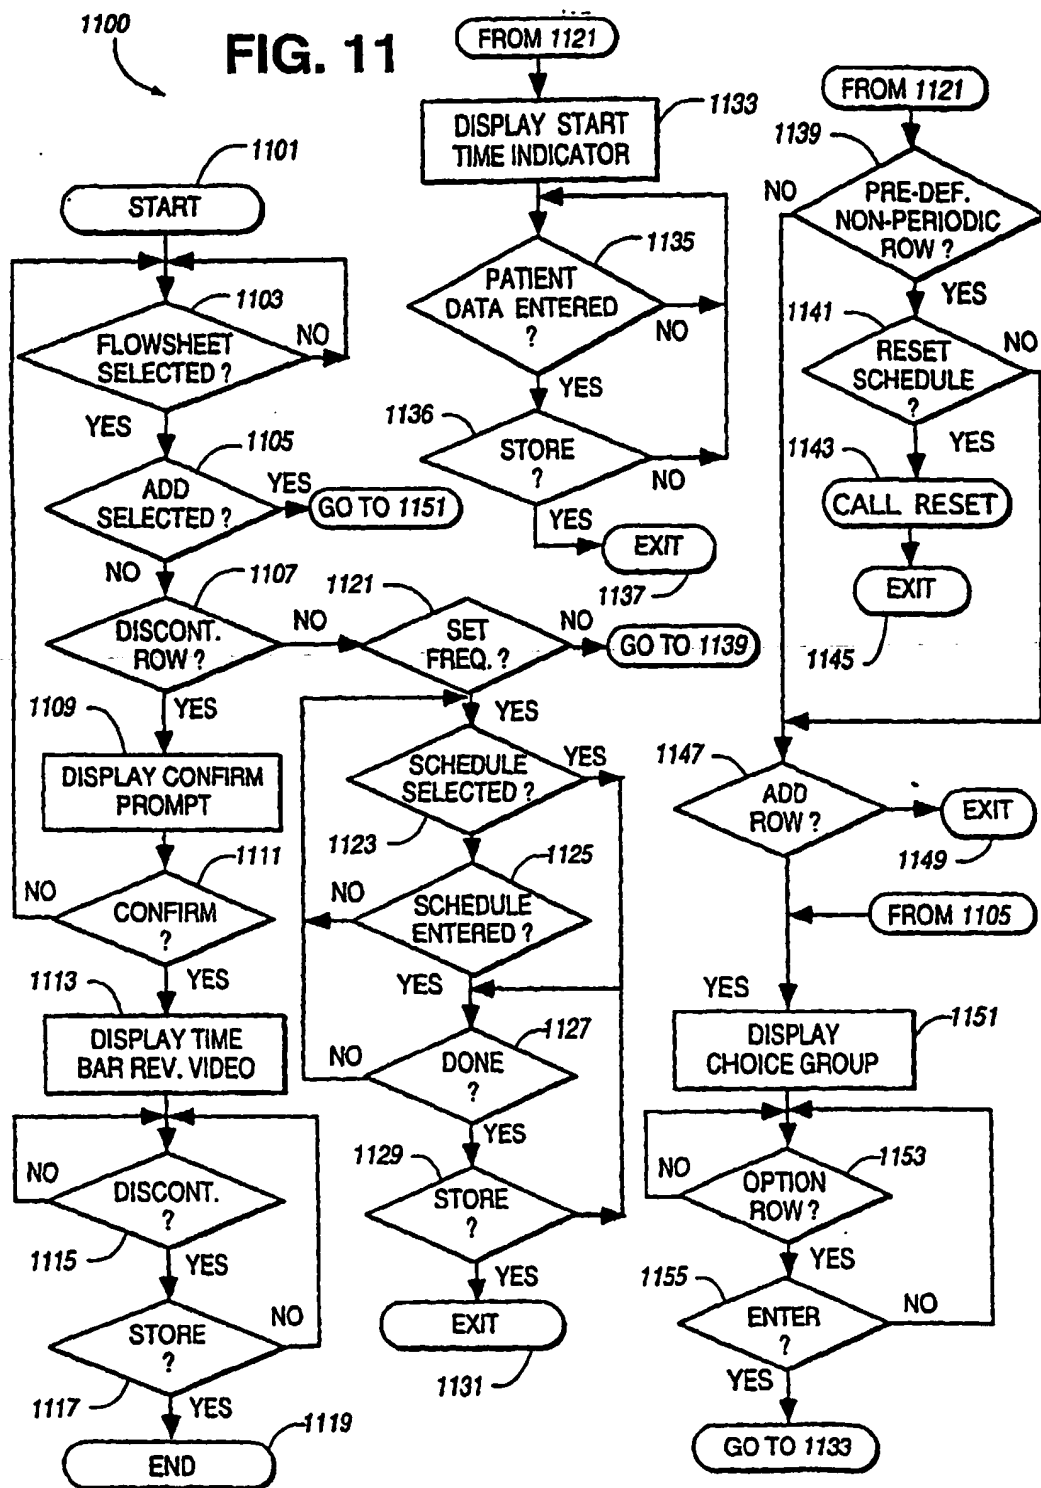 1100
FIG. 11
1101
START
1103
FLOWSHEET
SELECTED ?
NO
YES
1105
ADD
SELECTED ?
YES
GO TO 1151
NO
1107
DISCONT.
ROW ?
NO
YES
1109
DISPLAY CONFIRM
PROMPT
1111
NO
CONFIRM
?
YES
1113
DISPLAY TIME
BAR REV. VIDEO
NO
DISCONT.
?
1115
YES
STORE
?
NO
1117
YES
1119
END
FROM 1121
1133
DISPLAY START
TIME INDICATOR
1135
PATIENT
DATA ENTERED
?
NO
YES
1136
STORE
?
NO
YES
EXIT
1137
1121
SET
FREQ. ?
NO
GO TO 1139
YES
SCHEDULE
SELECTED ?
YES
1123
1125
NO
SCHEDULE
ENTERED ?
YES
1127
NO
DONE
?
YES
1129
STORE
?
YES
EXIT
1131
FROM 1121
1139
NO
PRE-DEF.
NON-PERIODIC
ROW ?
YES
1141
NO
RESET
SCHEDULE
?
YES
1143
CALL RESET
EXIT
1145
1147
ADD
ROW ?
EXIT
1149
FROM 1105
YES
1151
DISPLAY
CHOICE GROUP
1153
NO
OPTION
ROW ?
YES
1155
ENTER
?
NO
YES
GO TO 1133